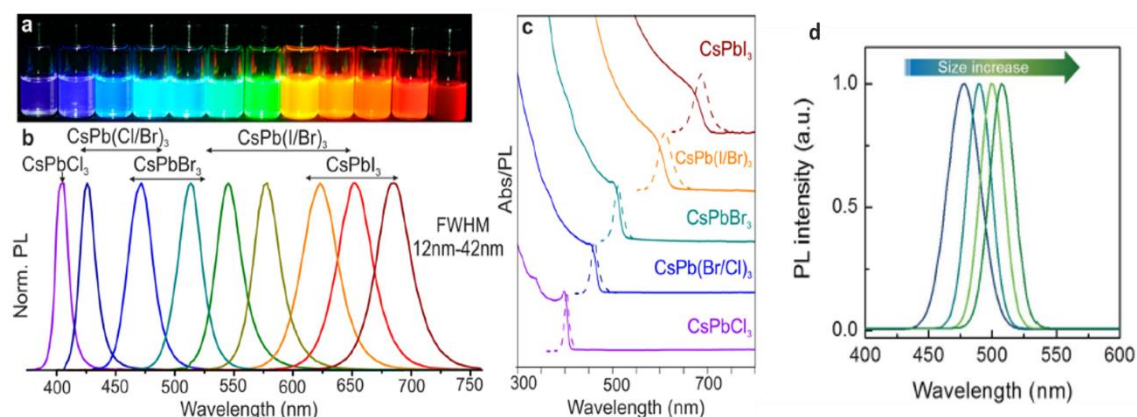 a
CsPb(Cl/Br)₃
CsPb(I/Br)₃
b
CsPbCl₃
CsPbBr₃
CsPbI₃
FWHM
12nm-42nm
Norm. PL
400 450 500 550 600 650 700 750
Wavelength (nm)
c
CsPbI₃
CsPb(I/Br)₃
CsPbBr₃
CsPb(Br/Cl)₃
CsPbCl₃
Abs/PL
300 500 700
Wavelength (nm)
d
Size increase
PL intensity (a.u.)
1.0
0.5
0.0
400 450 500 550 600
Wavelength (nm)